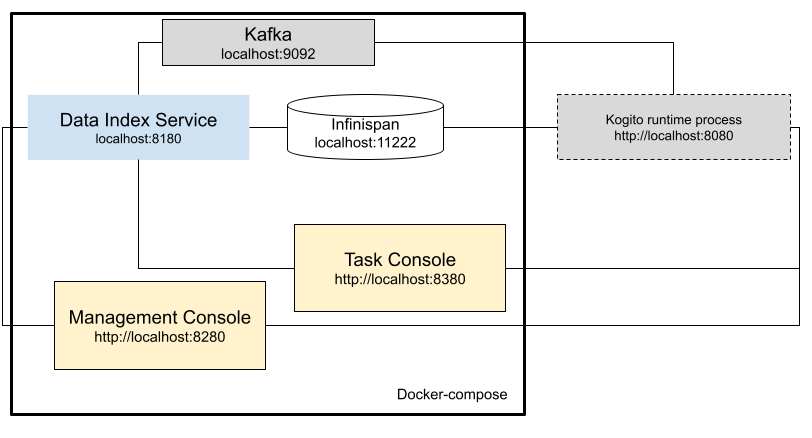 Kafka
localhost:9092
Data Index Service
localhost:8180
Infinispan
localhost:11222
Kogito runtime process
http://localhost:8080
Task Console
http://localhost:8380
Management Console
http://localhost:8280
Docker-compose